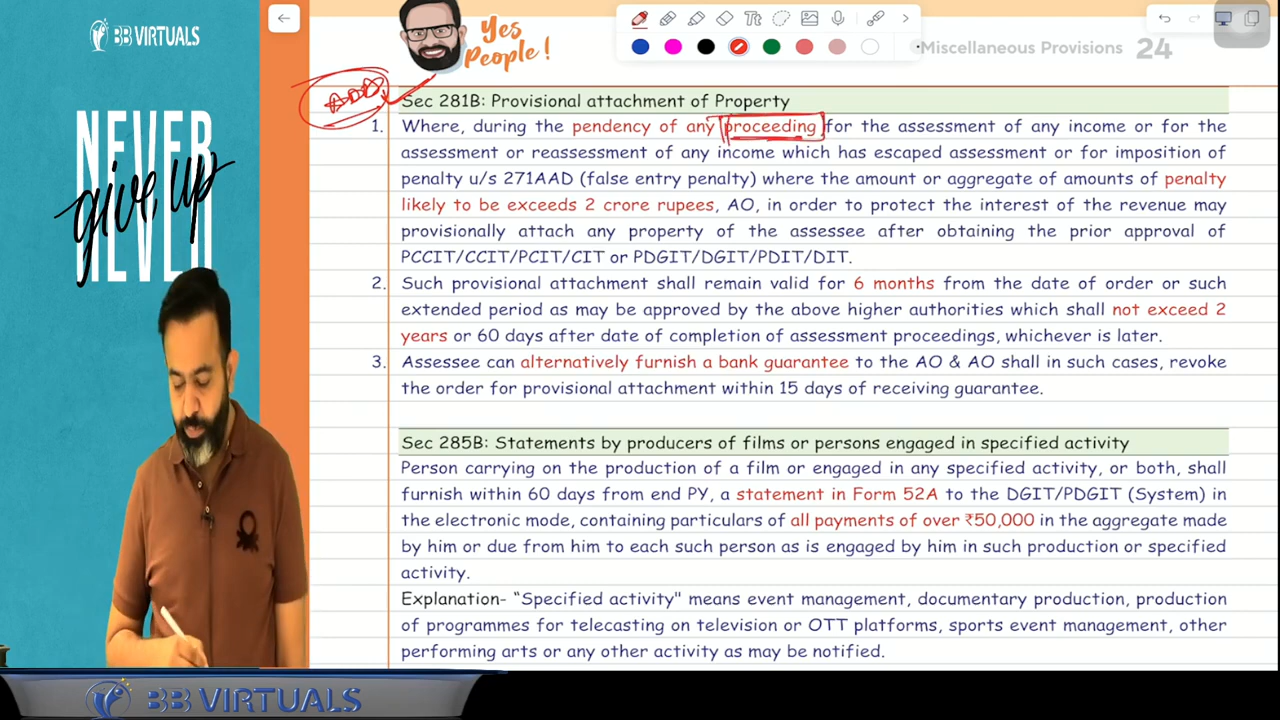 BB VIRTUALS
NEVER
give up
NEVER
Yes
People !
Tt
Miscellaneous Provisions 24
ADD
Sec 281B: Provisional attachment of Property
1. Where, during the pendency of any proceeding for the assessment of any income or for the
assessment or reassessment of any income which has escaped assessment or for imposition of
penalty u/s 271AAD (false entry penalty) where the amount or aggregate of amounts of penalty
likely to be exceeds 2 crore rupees, AO, in order to protect the interest of the revenue may
provisionally attach any property of the assessee after obtaining the prior approval of
PCCIT/CCIT/PCIT/CIT or PDGIT/DGIT/PDIT/DIT.
2. Such provisional attachment shall remain valid for 6 months from the date of order or such
extended period as may be approved by the above higher authorities which shall not exceed 2
years or 60 days after date of completion of assessment proceedings, whichever is later.
3. Assessee can alternatively furnish a bank guarantee to the AO & AO shall in such cases, revoke
the order for provisional attachment within 15 days of receiving guarantee.
Sec 285B: Statements by producers of films or persons engaged in specified activity
Person carrying on the production of a film or engaged in any specified activity, or both, shall
furnish within 60 days from end PY, a statement in Form 52A to the DGIT/PDGIT (System) in
the electronic mode, containing particulars of all payments of over ₹50,000 in the aggregate made
by him or due from him to each such person as is engaged by him in such production or specified
activity.
Explanation- “Specified activity" means event management, documentary production, production
of programmes for telecasting on television or OTT platforms, sports event management, other
performing arts or any other activity as may be notified.
BB VIRTUALS